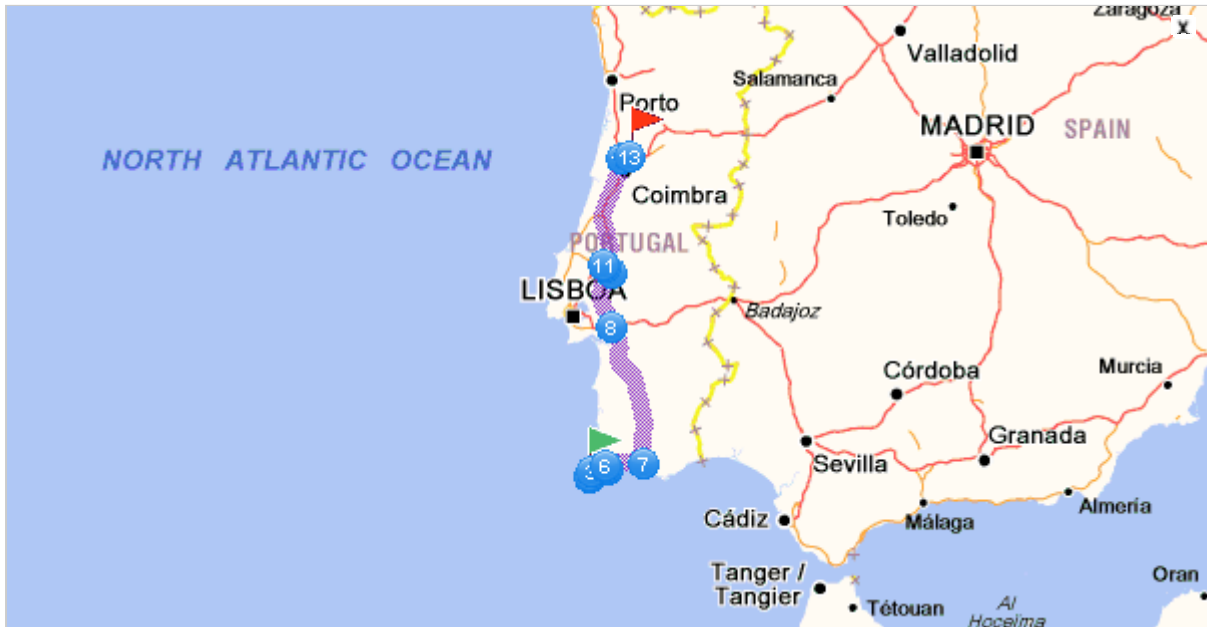 Zaragoza
x
Valladolid
Salamanca
Porto
MADRID
SPAIN
13
NORTH ATLANTIC OCEAN
Coimbra
Toledo
PORTUGAL
11
LISBOA
Badajoz
8
Murcia
Córdoba
Granada
6
7
Sevilla
Almería
Cádiz
Málaga
Tanger /
Tangier
Oran
Tétouan
Al
Hoceima